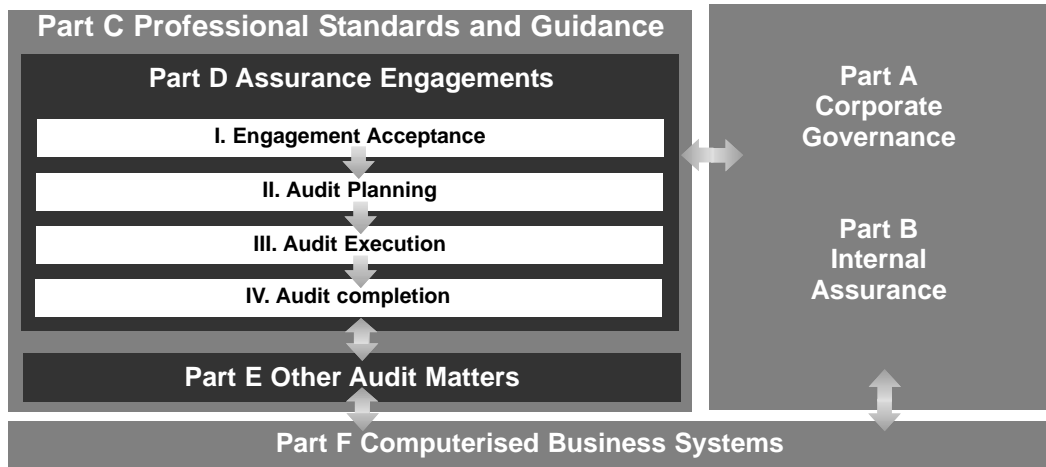 Part C Professional Standards and Guidance
Part D Assurance Engagements
I. Engagement Acceptance
II. Audit Planning
III. Audit Execution
IV. Audit completion
Part E Other Audit Matters
Part A
Corporate
Governance
Part B
Internal
Assurance
Part F Computerised Business Systems